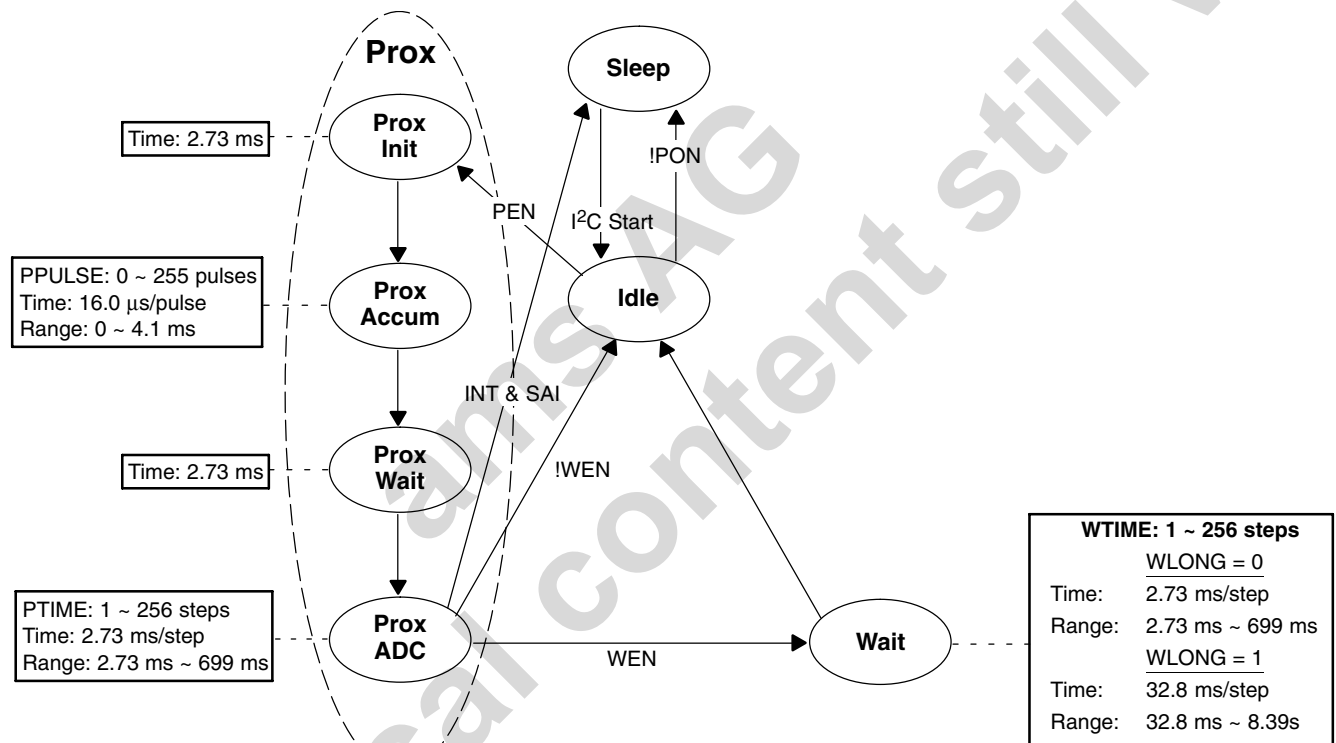 Prox
Sleep
Prox
Init
Time: 2.73 ms
!PON
PEN
I²C Start
PPULSE: 0 ~ 255 pulses
Time: 16.0 μs/pulse
Range: 0 ~ 4.1 ms
Prox
Accum
Idle
INT & SAI
Prox
Wait
Time: 2.73 ms
!WEN
PTIME: 1 ~ 256 steps
Time: 2.73 ms/step
Range: 2.73 ms ~ 699 ms
Prox
ADC
WEN
Wait
WTIME: 1 ~ 256 steps
WLONG = 0
Time: 2.73 ms/step
Range: 2.73 ms ~ 699 ms
WLONG = 1
Time: 32.8 ms/step
Range: 32.8 ms ~ 8.39s
ams AG
content still